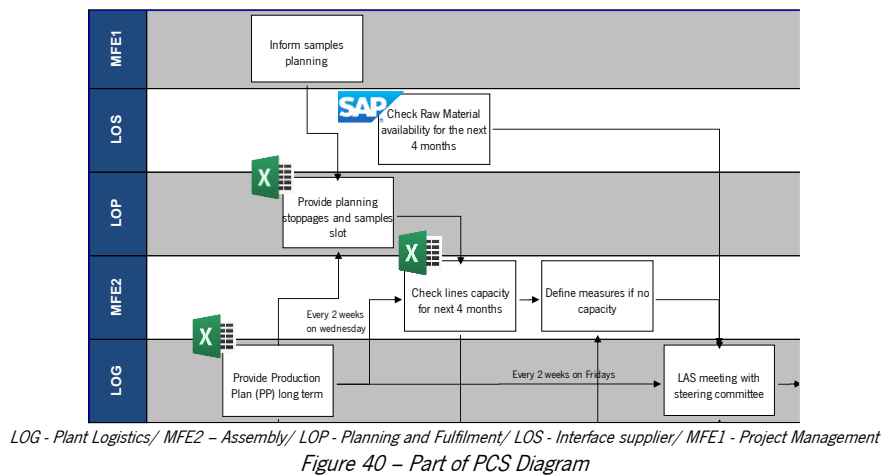 MFE1
Inform samples
planning
LOS
SAP
®
Check Raw Material
availability for the next
4 months
LOP
X
Provide planning
stoppages and samples
slot
MFE2
X
Check lines capacity
for next 4 months
Define measures if no
capacity
Every 2 weeks
on wednesday
LOG
X
Provide Production
Plan (PP) long term
Every 2 weeks on Fridays
LAS meeting with
steering committee
LOG - Plant Logistics/ MFE2 – Assembly/ LOP - Planning and Fulfilment/ LOS - Interface supplier/ MFE1 - Project Management
Figure 40 – Part of PCS Diagram